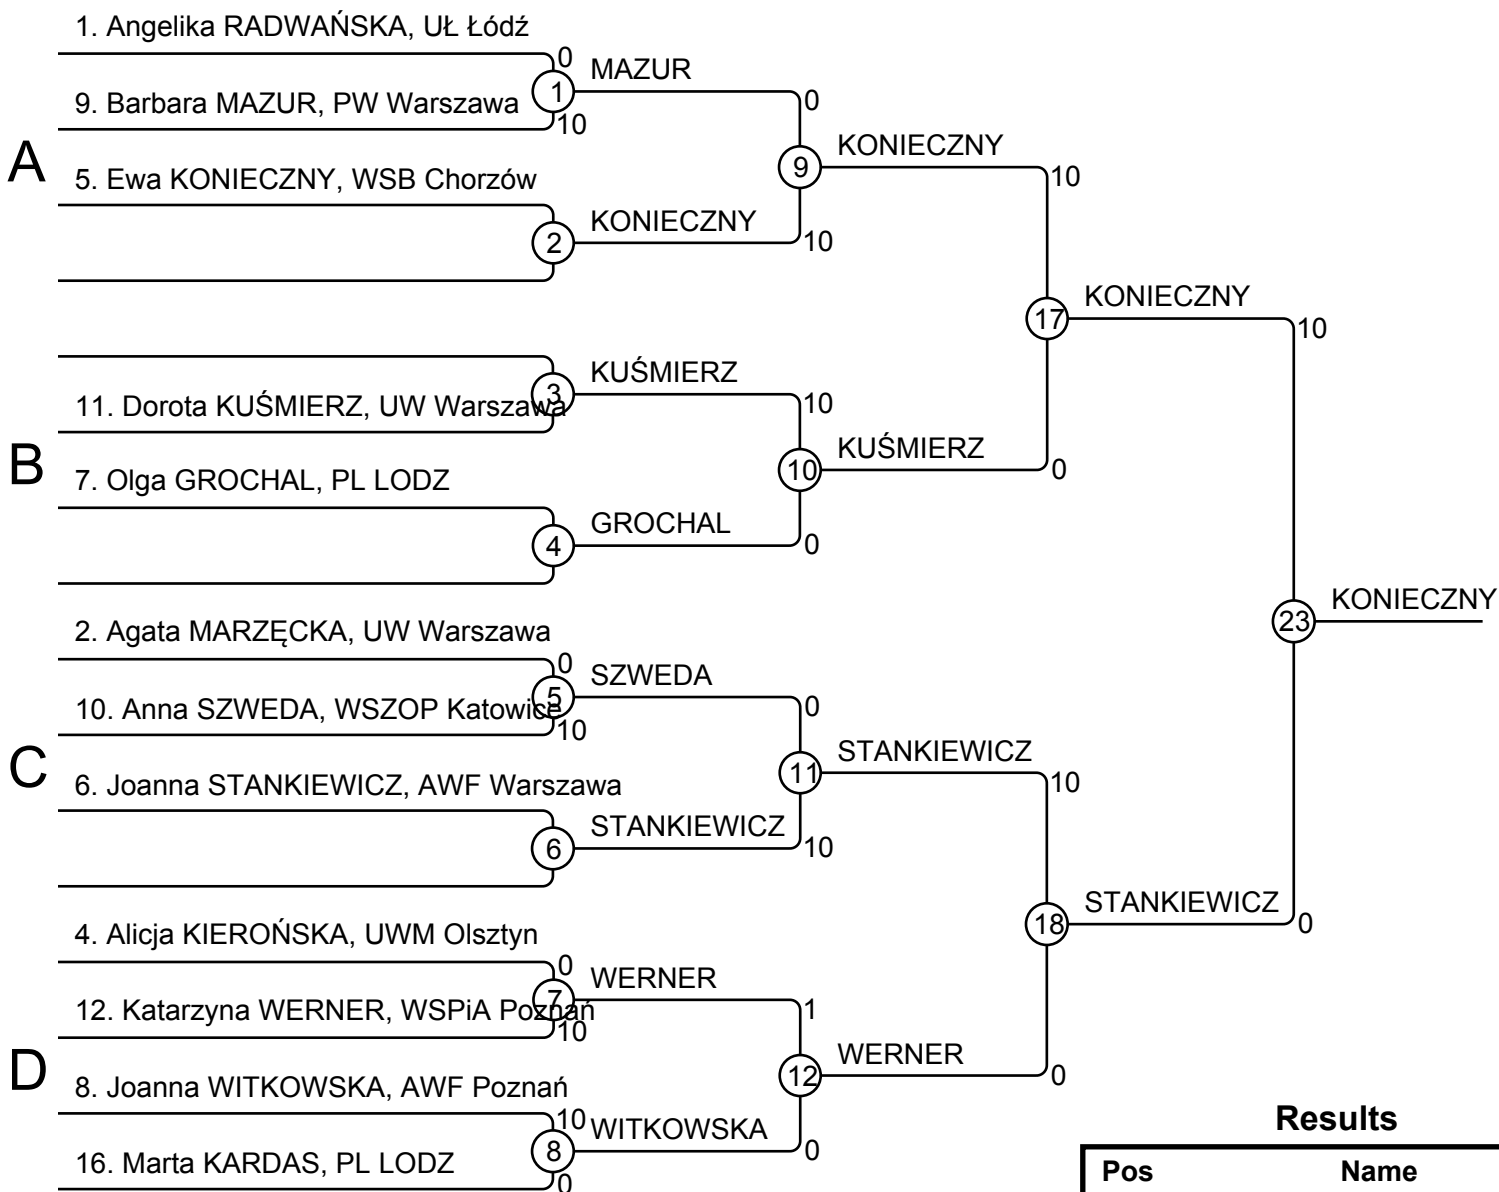 1. Angelika RADWAŃSKA, UŁ Łódź
0
1
MAZUR
9. Barbara MAZUR, PW Warszawa
10
0
A
9
KONIECZNY
5. Ewa KONIECZNY, WSB Chorzów
2
KONIECZNY
10
10
17
KONIECZNY
3
KUŚMIERZ
11. Dorota KUŚMIERZ, UW Warszawa
10
B
10
KUŚMIERZ
0
7. Olga GROCHAL, PL LODZ
4
GROCHAL
0
10
23
KONIECZNY
2. Agata MARZĘCKA, UW Warszawa
0
5
SZWEDA
10. Anna SZWEDA, WSZOP Katowice
10
0
C
11
STANKIEWICZ
6. Joanna STANKIEWICZ, AWF Warszawa
6
STANKIEWICZ
10
10
18
STANKIEWICZ
0
4. Alicja KIEROŃSKA, UWM Olsztyn
0
7
WERNER
12. Katarzyna WERNER, WSPiA Poznań
10
1
D
12
WERNER
0
8. Joanna WITKOWSKA, AWF Poznań
10
8
WITKOWSKA
0
16. Marta KARDAS, PL LODZ
0
Results
Pos Name